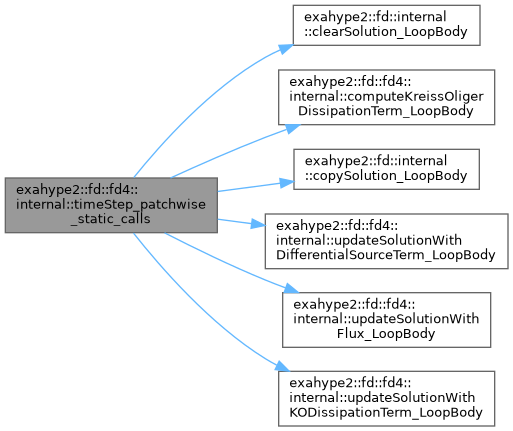 exahype2::fd::internal
::clearSolution_LoopBody
exahype2::fd::fd4::
internal::computeKreissOliger
DissipationTerm_LoopBody
exahype2::fd::internal
::copySolution_LoopBody
exahype2::fd::fd4::
internal::timeStep_patchwise
_static_calls
exahype2::fd::fd4::
internal::updateSolutionWith
DifferentialSourceTerm_LoopBody
exahype2::fd::fd4::
internal::updateSolutionWith
Flux_LoopBody
exahype2::fd::fd4::
internal::updateSolutionWith
KODissipationTerm_LoopBody